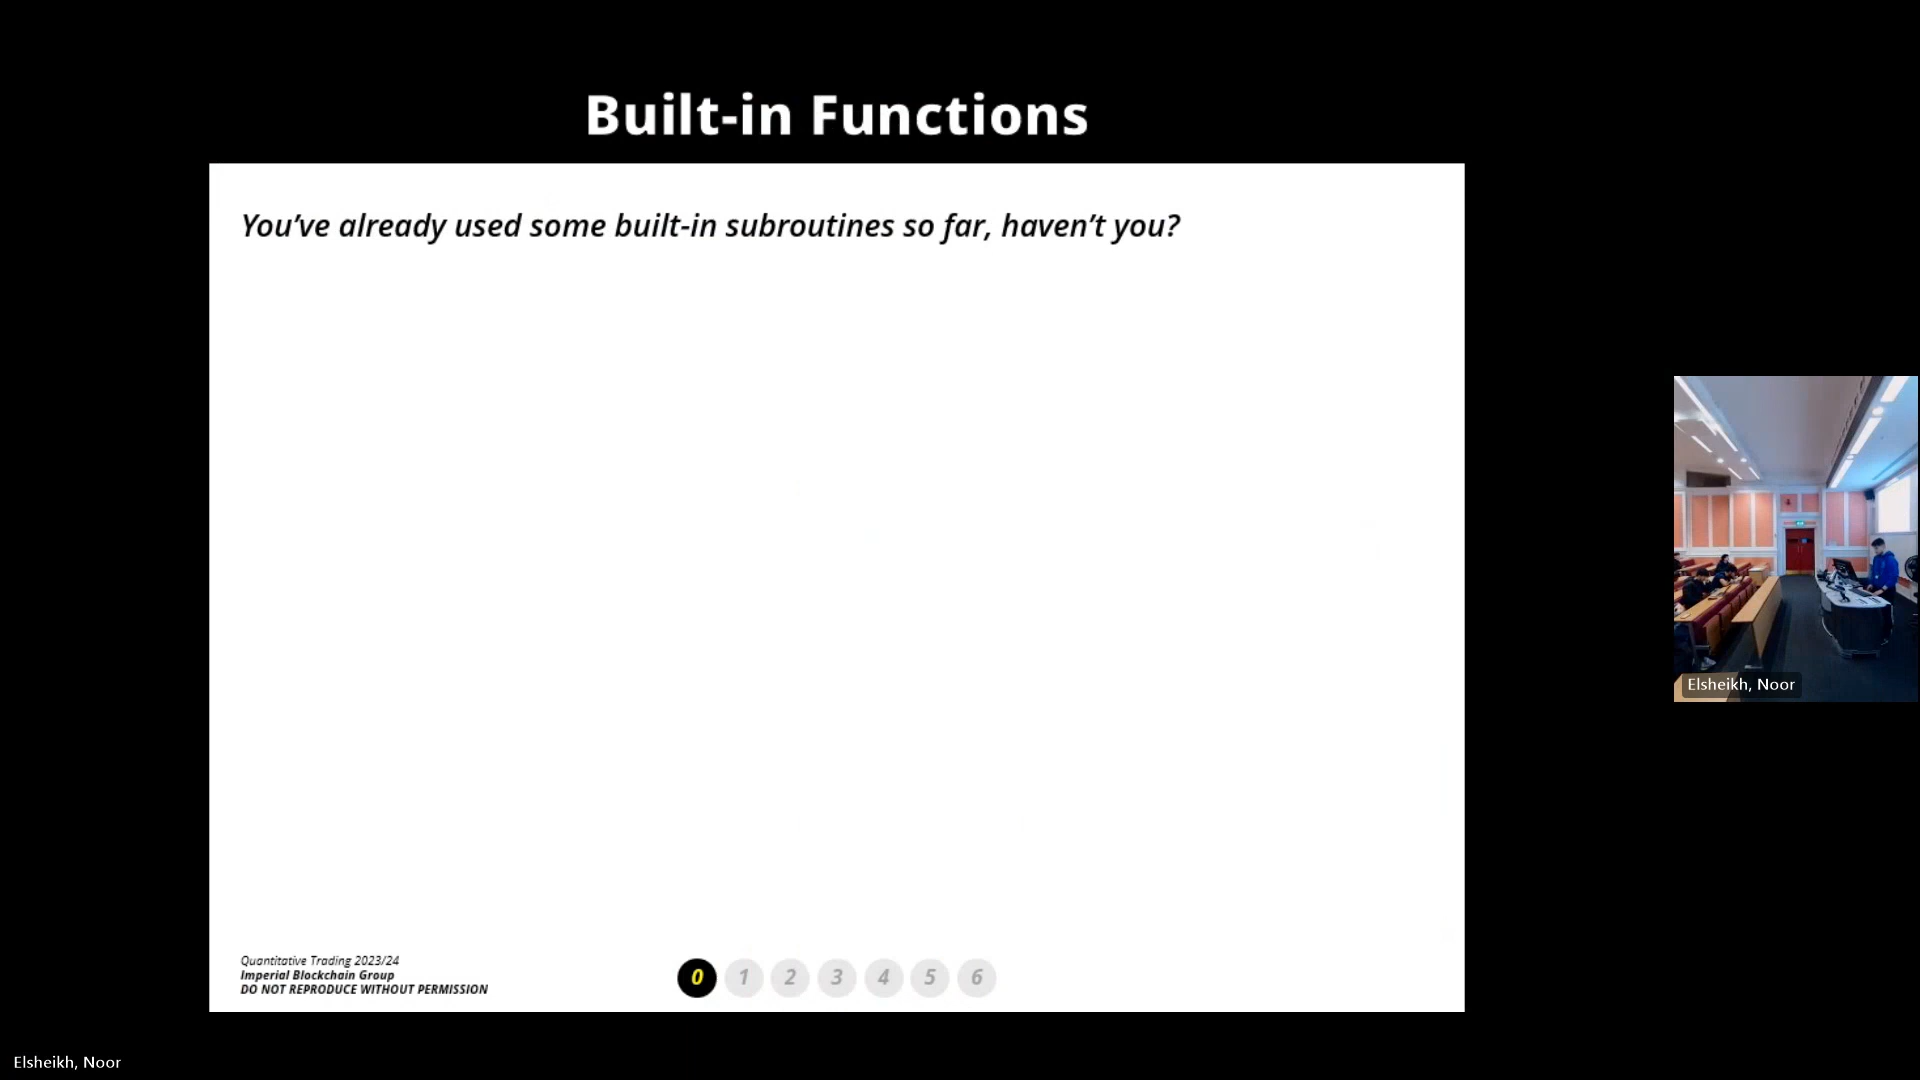 Built-in Functions
You’ve already used some built-in subroutines so far, haven’t you?
Quantitative Trading 2023/24
Imperial Blockchain Group
DO NOT REPRODUCE WITHOUT PERMISSION
0 1 2 3 4 5 6
Elsheikh, Noor
Elsheikh, Noor